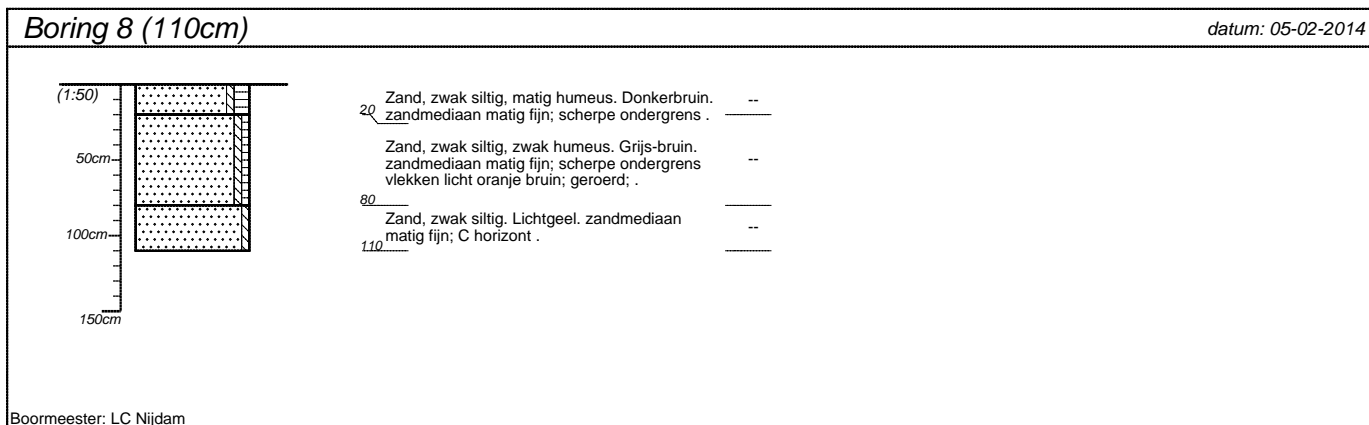 Boring 8 (110cm)
datum: 05-02-2014
(1:50)
50cm
100cm
150cm
20
Zand, zwak siltig, matig humeus. Donkerbruin.
zandmediaan matig fijn; scherpe ondergrens .
--
Zand, zwak siltig, zwak humeus. Grijs-bruin.
zandmediaan matig fijn; scherpe ondergrens
vlekken licht oranje bruin; geroerd; .
--
80
Zand, zwak siltig. Lichtgeel. zandmediaan
matig fijn; C horizont .
--
110
Boormeester: LC Nijdam